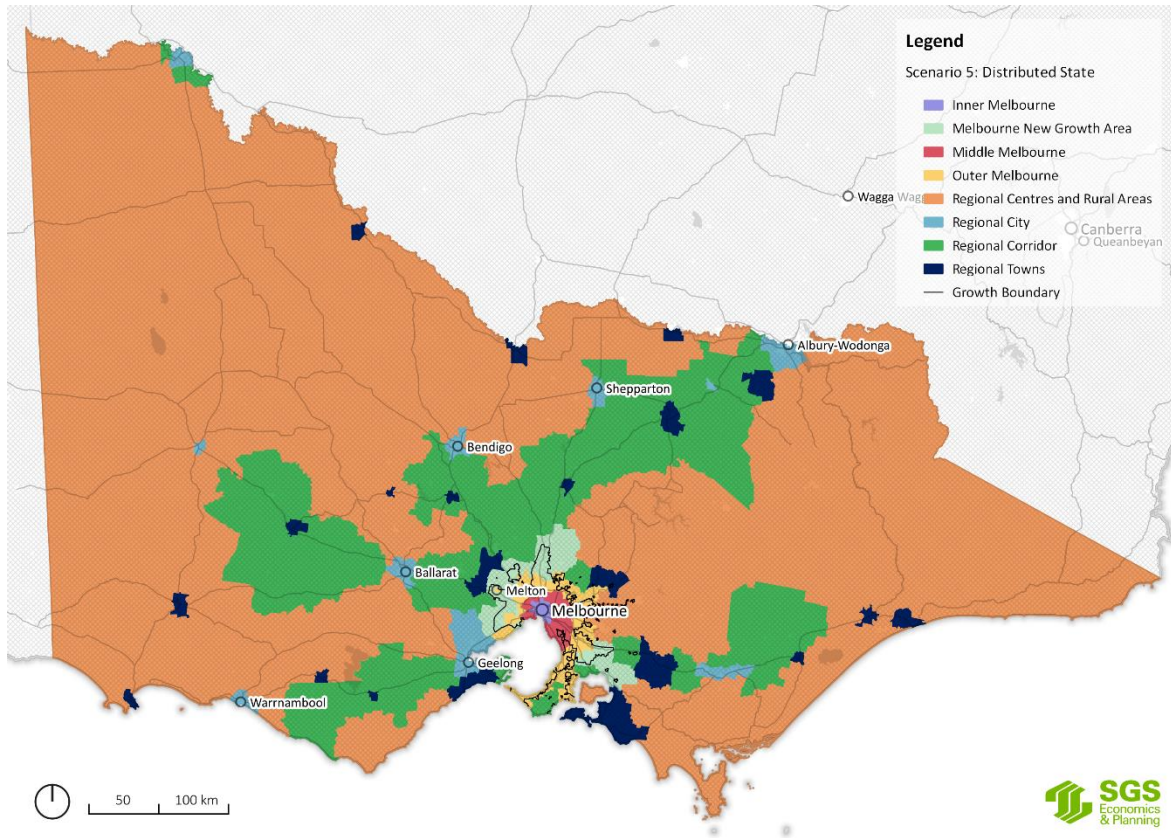 Legend
Scenario 5: Distributed State
Inner Melbourne
Melbourne New Growth Area
Middle Melbourne
Outer Melbourne
Regional Centres and Rural Areas
Regional City
Regional Corridor
Regional Towns
Growth Boundary
Wagga Wagga
Canberra
Queanbeyan
Albury-Wodonga
Shepparton
Bendigo
Ballarat
Melton
Melbourne
Geelong
Warrnambool
50 100 km
SGS
Economics
& Planning